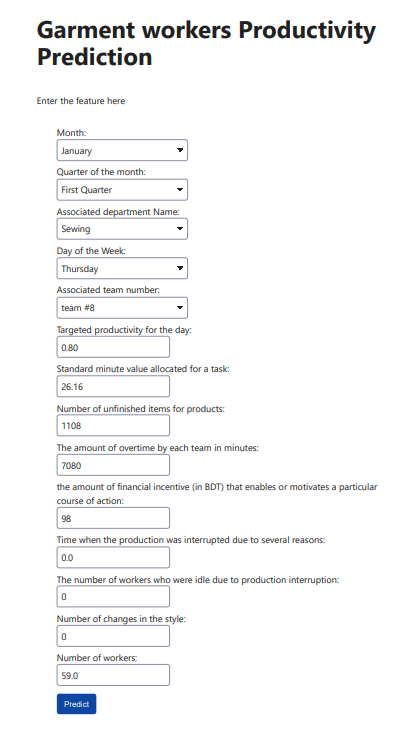 Garment workers Productivity
Prediction
Enter the feature here
Month:
January
Quarter of the month:
First Quarter
Associated department Name:
Sewing
Day of the Week:
Thursday
Associated team number:
team #8
Targeted productivity for the day:
0.80
Standard minute value allocated for a task:
26.16
Number of unfinished items for products:
1108
The amount of overtime by each team in minutes:
7080
the amount of financial incentive (in BDT) that enables or motivates a particular
course of action:
98
Time when the production was interrupted due to several reasons:
0.0
The number of workers who were idle due to production interruption:
0
Number of changes in the style:
0
Number of workers:
59.0
Predict